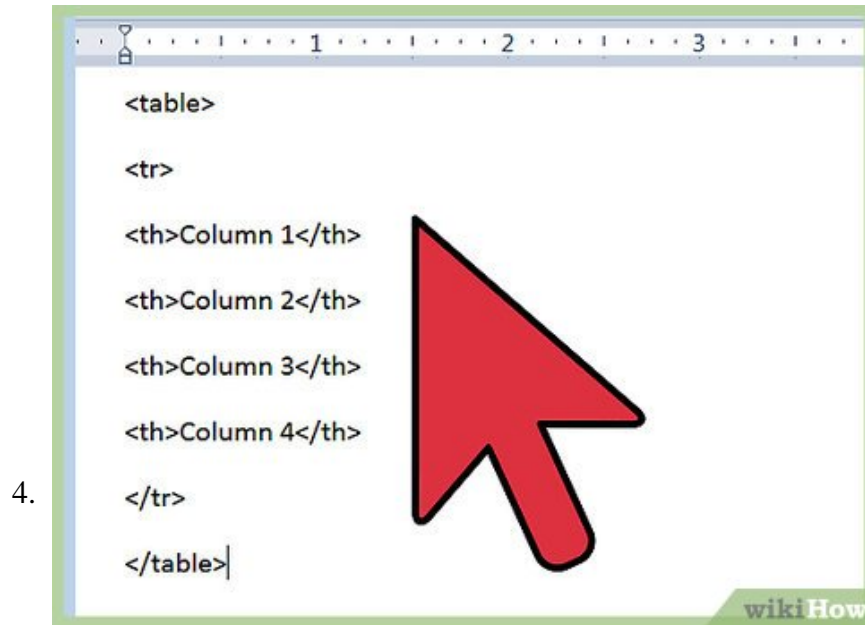 1 2 3
<table>
<tr>
<th>Column 1</th>
<th>Column 2</th>
<th>Column 3</th>
<th>Column 4</th>
4.
</tr>
</table>
wikiHow